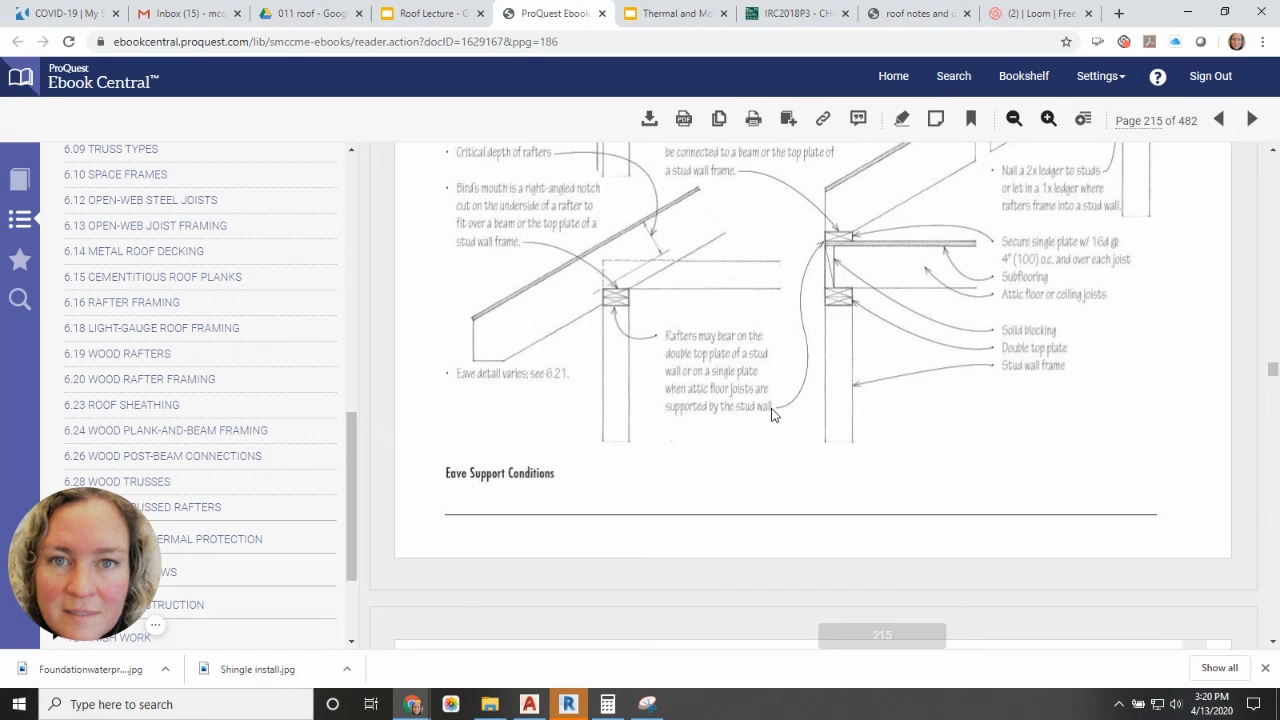 COVID-19 | My S
Inbox (15) - mcc
011 roof - Goog
Roof Lecture - G
ProQuest Ebook
Thermal and Mo
IRC2018P3 - c Ha
roof notes and o
(2) | Loom | Free
ebookcentral.proquest.com/lib/smccme-ebooks/reader.action?docID=1629167&ppg=186
ProQuest
Ebook Central™
Home
Search
Bookshelf
Settings
Sign Out
Page 215 of 482
6.09 TRUSS TYPES
6.10 SPACE FRAMES
6.12 OPEN-WEB STEEL JOISTS
6.13 OPEN-WEB JOIST FRAMING
6.14 METAL ROOF DECKING
6.15 CEMENTITIOUS ROOF PLANKS
6.16 RAFTER FRAMING
6.18 LIGHT-GAUGE ROOF FRAMING
6.19 WOOD RAFTERS
6.20 WOOD RAFTER FRAMING
6.23 ROOF SHEATHING
6.24 WOOD PLANK-AND-BEAM FRAMING
6.26 WOOD POST-BEAM CONNECTIONS
6.28 WOOD TRUSSES
USSED RAFTERS
ERMAL PROTECTION
WS
STRUCTION
SH WORK
• Critical depth of rafters
• Bird's mouth is a right-angled notch
cut on the underside of a rafter to
fit over a beam or the top plate of a
stud wall frame.
be connected to a beam or the top plate of
a stud wall frame.
• Rafters may bear on the
double top plate of a stud
wall or on a single plate
when attic floor joists are
supported by the stud wall.
• Eave detail varies; see 6.21.
• Nail a 2x ledger to studs
or let in a 1x ledger where
rafters frame into a stud wall.
• Secure single plate w/ 16d @
4" (100) o.c. and over each joist
• Subflooring
• Attic floor or ceiling joists
• Solid blocking
• Double top plate
• Stud wall frame
Eave Support Conditions
215
Foundationwaterpr....jpg
Shingle install.jpg
Show all
Type here to search
3:20 PM
4/13/2020